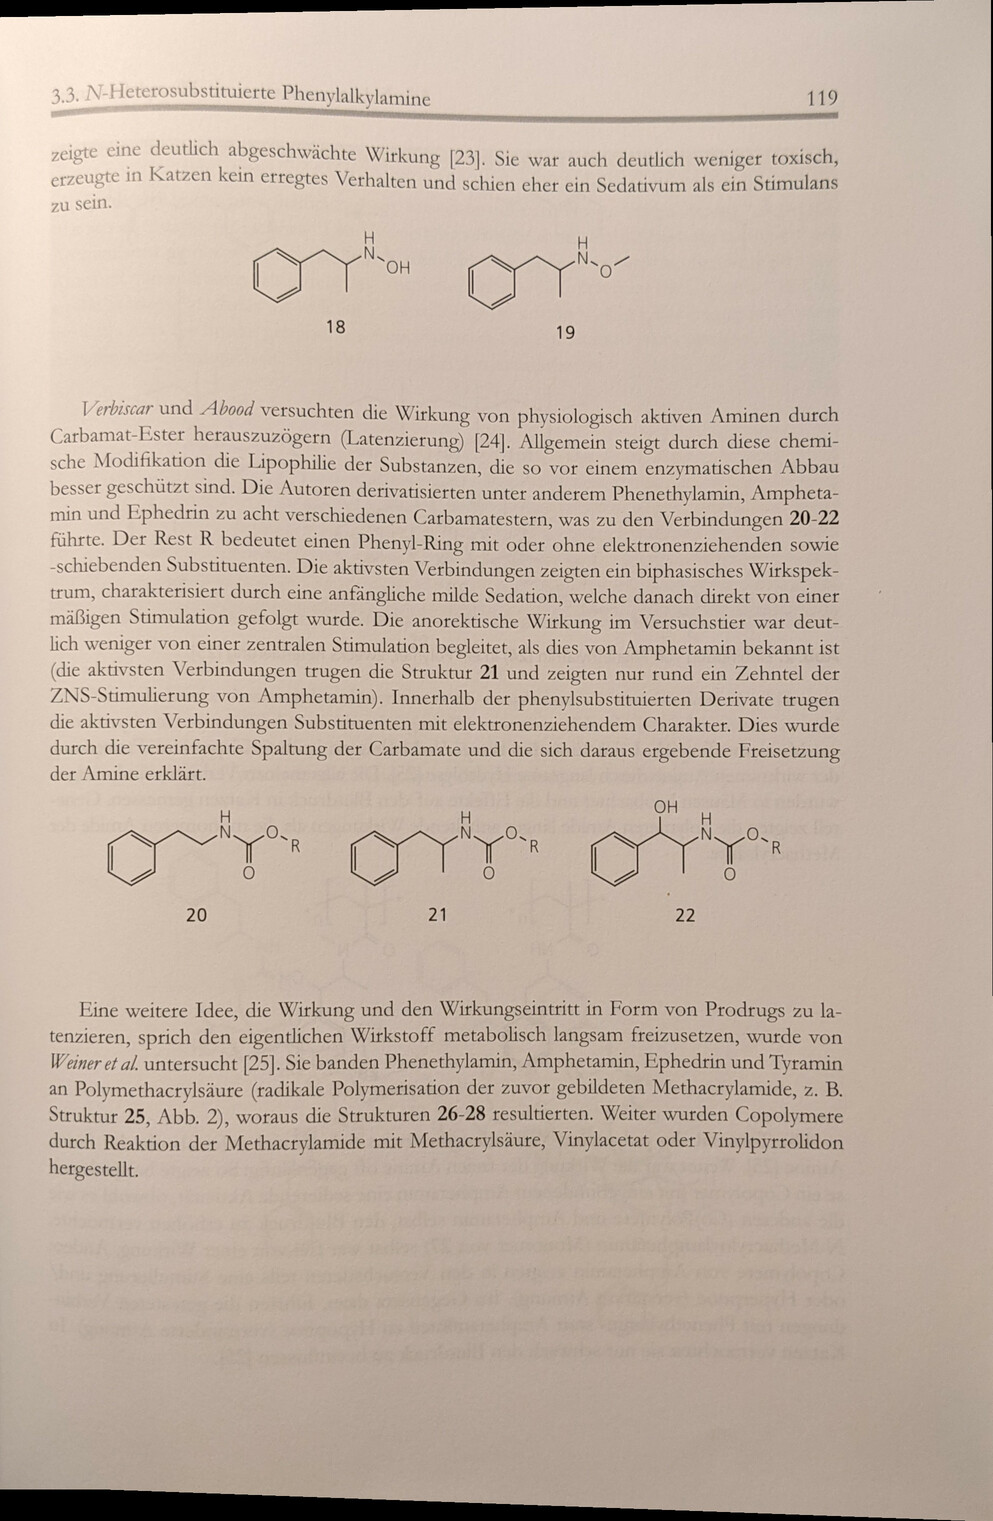 3.3. N-Heterosubstituierte Phenylalkylamine 119
zeigte eine deutlich abgeschwächte Wirkung [23]. Sie war auch deutlich weniger toxisch,
erzeugte in Katzen kein erregtes Verhalten und schien eher ein Sedativum als ein Stimulans
zu sein.
H
N
OH
H
N
O
18
19
Verbiscar und Abood versuchten die Wirkung von physiologisch aktiven Aminen durch
Carbamat-Ester herauszuzögern (Latenzierung) [24]. Allgemein steigt durch diese chemi-
sche Modifikation die Lipophilie der Substanzen, die so vor einem enzymatischen Abbau
besser geschützt sind. Die Autoren derivatisierten unter anderem Phenethylamin, Ampheta-
min und Ephedrin zu acht verschiedenen Carbamatestern, was zu den Verbindungen 20-22
führte. Der Rest R bedeutet einen Phenyl-Ring mit oder ohne elektronenziehenden sowie
-schiebenden Substituenten. Die aktivsten Verbindungen zeigten ein biphasisches Wirkspek-
trum, charakterisiert durch eine anfängliche milde Sedation, welche danach direkt von einer
mäßigen Stimulation gefolgt wurde. Die anorektische Wirkung im Versuchstier war deut-
lich weniger von einer zentralen Stimulation begleitet, als dies von Amphetamin bekannt ist
(die aktivsten Verbindungen trugen die Struktur 21 und zeigten nur rund ein Zehntel der
ZNS-Stimulierung von Amphetamin). Innerhalb der phenylsubstituierten Derivate trugen
die aktivsten Verbindungen Substituenten mit elektronenziehendem Charakter. Dies wurde
durch die vereinfachte Spaltung der Carbamate und die sich daraus ergebende Freisetzung
der Amine erklärt.
H
N
O
R
O
H
N
O
R
O
OH
H
N
O
R
O
20
21
22
Eine weitere Idee, die Wirkung und den Wirkungseintritt in Form von Prodrugs zu la-
tenzieren, sprich den eigentlichen Wirkstoff metabolisch langsam freizusetzen, wurde von
Weiner et al. untersucht [25]. Sie banden Phenethylamin, Amphetamin, Ephedrin und Tyramin
an Polymethacrylsäure (radikale Polymerisation der zuvor gebildeten Methacrylamide, z. B.
Struktur 25, Abb. 2), woraus die Strukturen 26-28 resultierten. Weiter wurden Copolymere
durch Reaktion der Methacrylamide mit Methacrylsäure, Vinylacetat oder Vinylpyrrolidon
hergestellt.